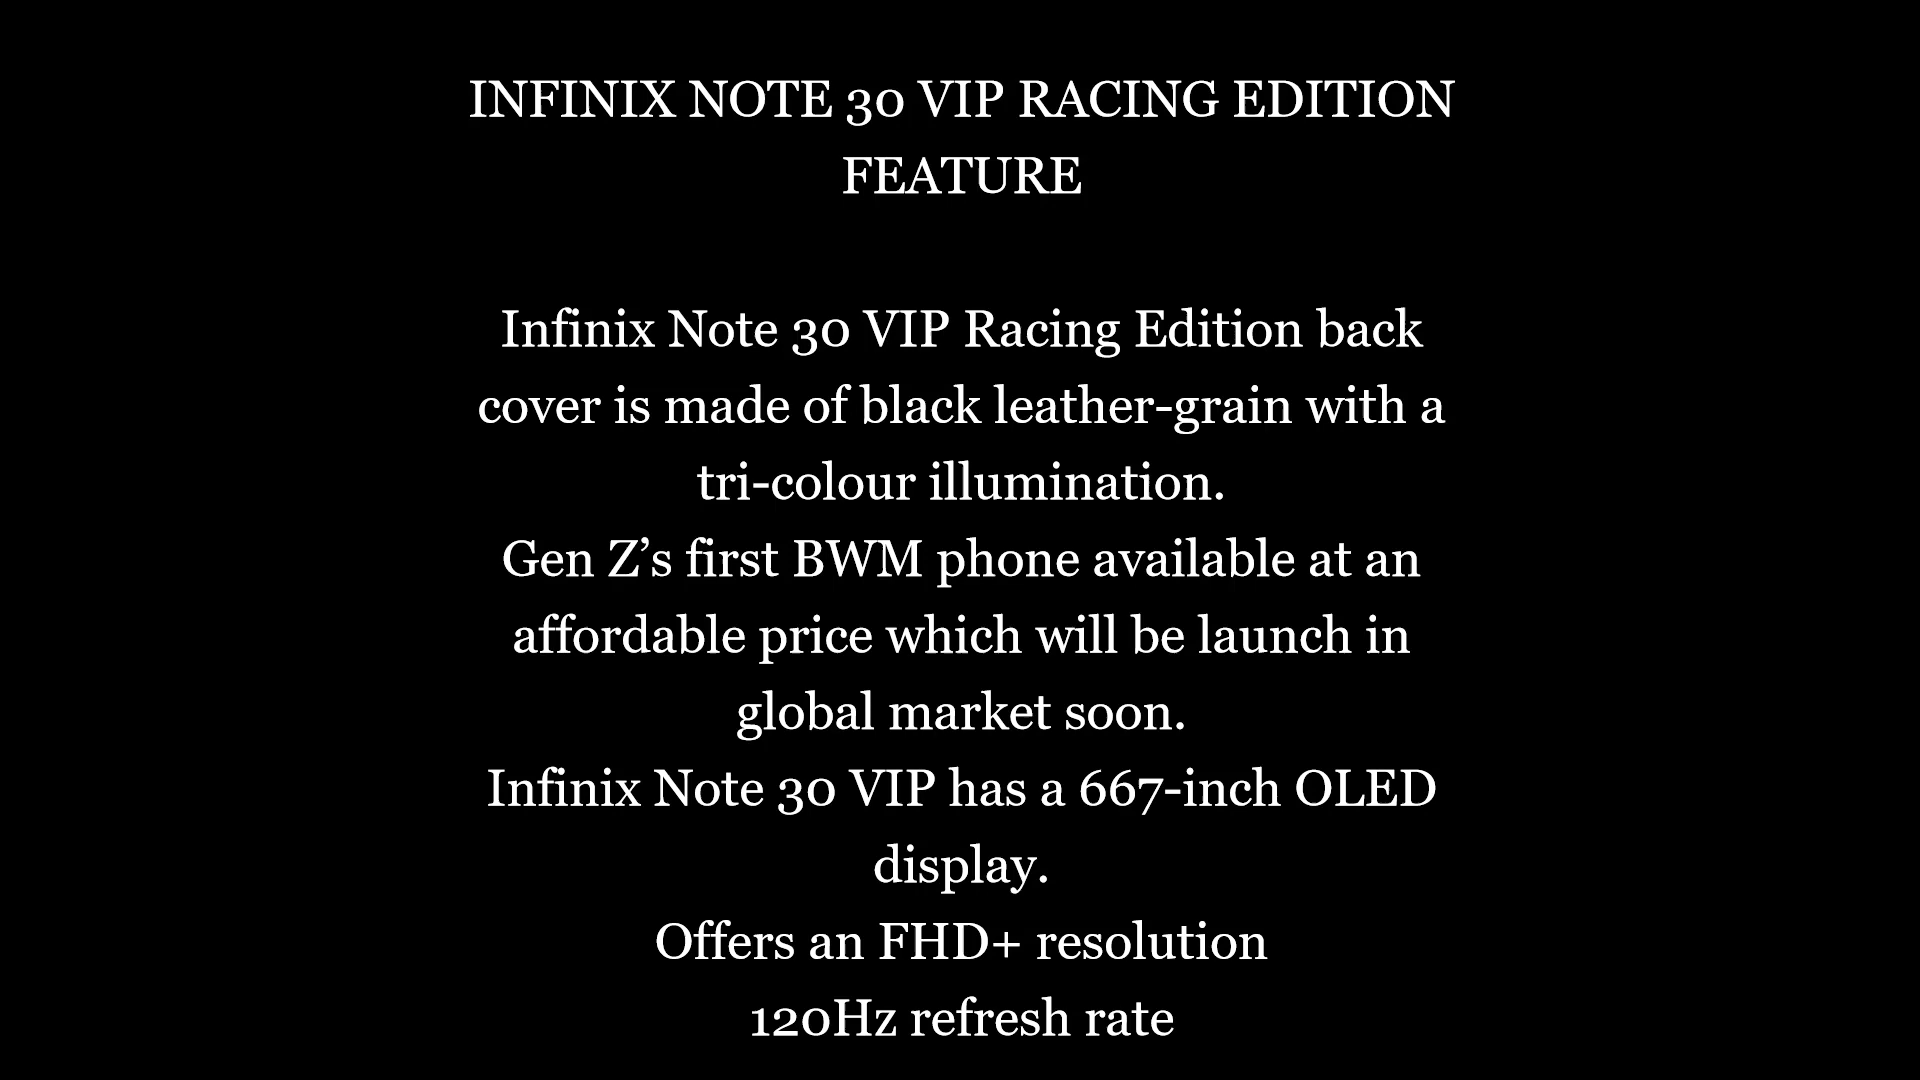 INFINIX NOTE 30 VIP RACING EDITION
FEATURE
Infinix Note 30 VIP Racing Edition back
cover is made of black leather-grain with a
tri-colour illumination.
Gen Z’s first BWM phone available at an
affordable price which will be launch in
global market soon.
Infinix Note 30 VIP has a 667-inch OLED
display.
Offers an FHD+ resolution
120Hz refresh rate